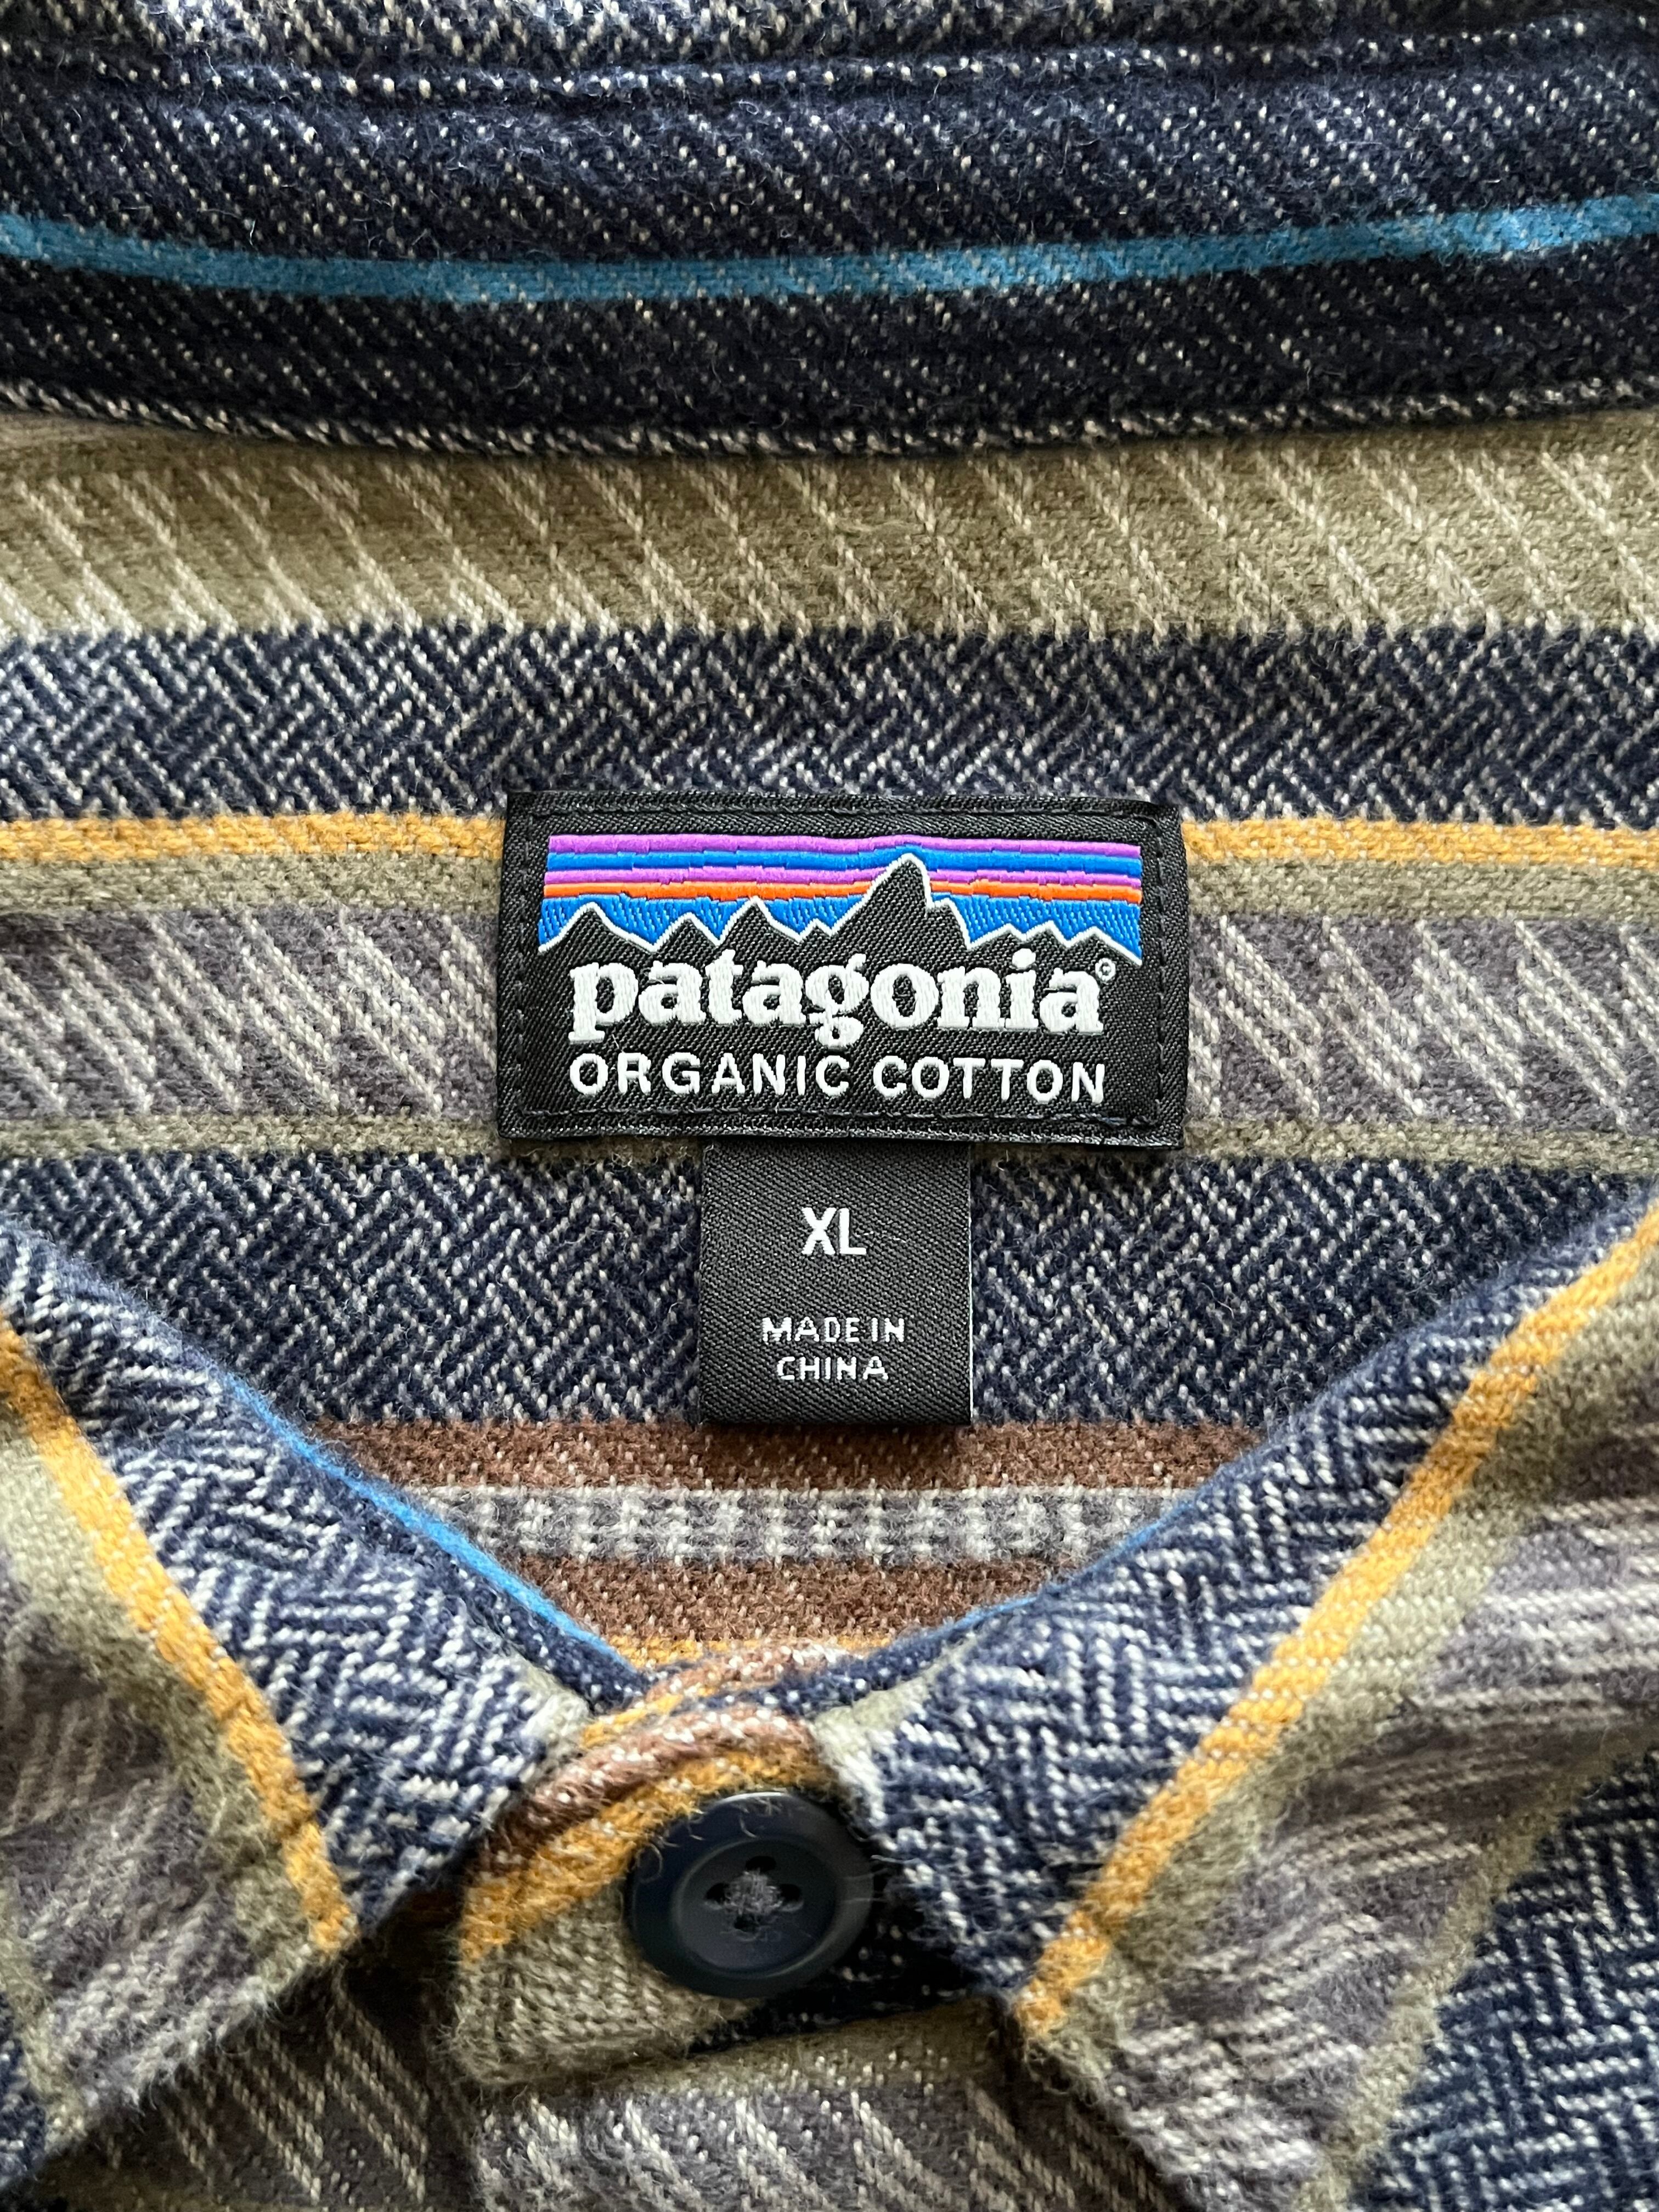 patagonia®
ORGANIC COTTON
XL
MADE IN
CHINA